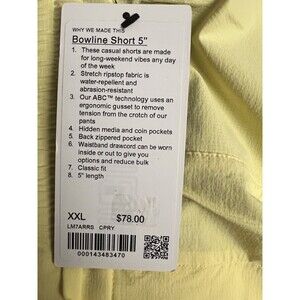 WHY WE MADE THIS
Bowline Short 5"
1. These casual shorts are made
for long-weekend vibes any day
of the week
2. Stretch ripstop fabric is
water-repellent and
abrasion-resistant
3. Our ABC™ technology uses an
ergonomic gusset to remove
tension from the crotch of our
pants
4. Hidden media and coin pockets
5. Back zippered pocket
6. Waistband drawcord can be worn
inside or out to give you
options and reduce bulk
7. Classic fit
8. 5" length
XXL $78.00
LM7ARRS CPRY
000143483470